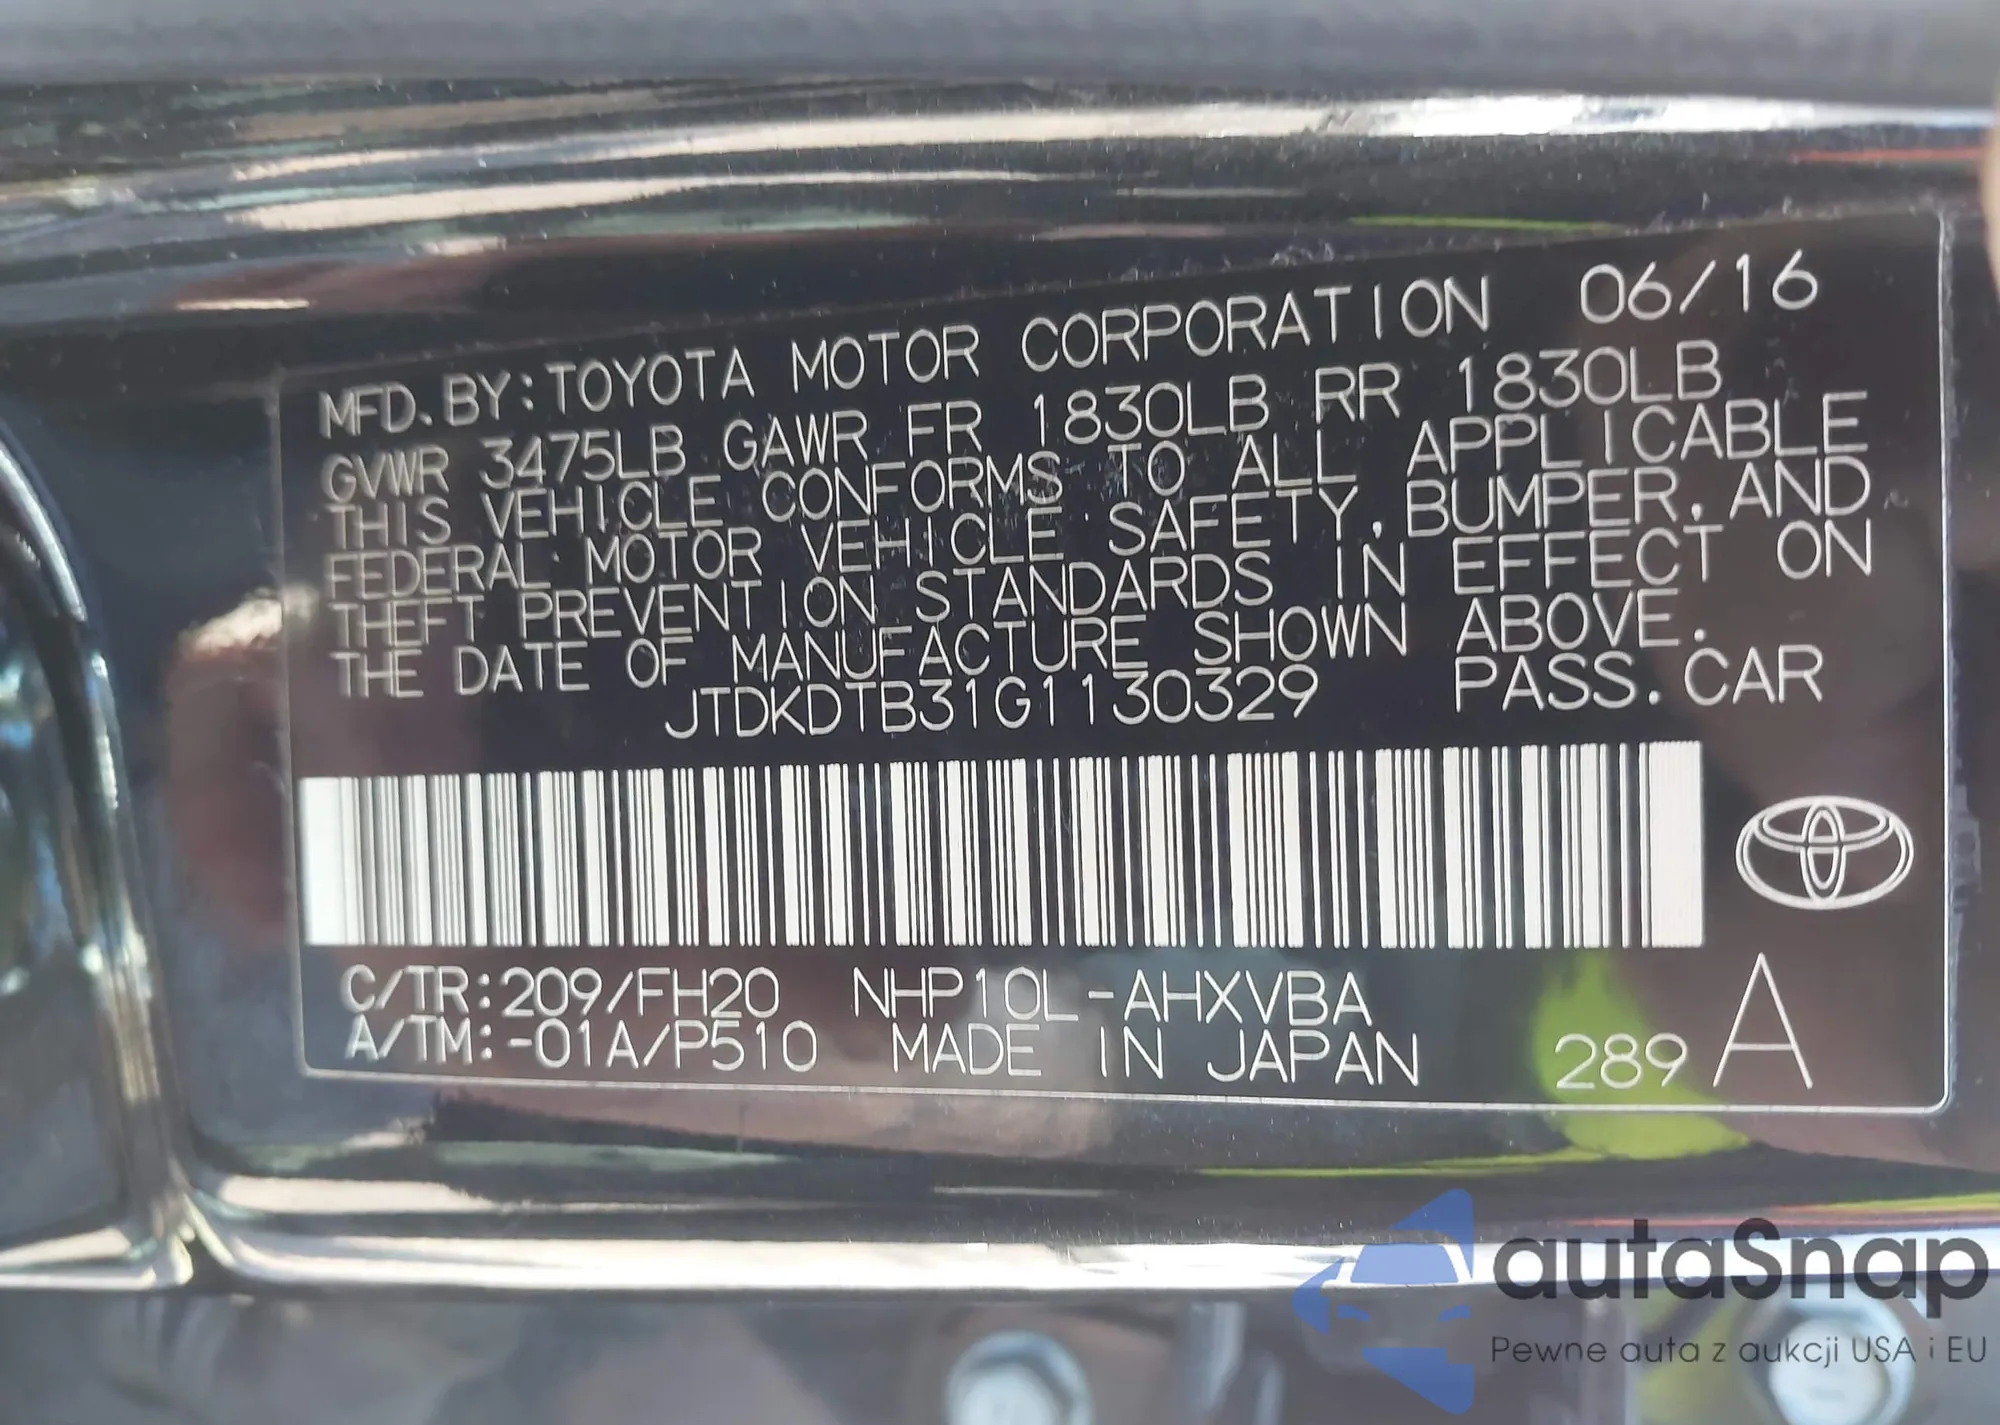 MFD. BY: TOYOTA MOTOR CORPORATION 06/16
GVWR 3475LB GAWR FR 1830LB RR 1830LB
THIS VEHICLE CONFORMS TO ALL APPLICABLE
FEDERAL MOTOR VEHICLE SAFETY, BUMPER, AND
THEFT PREVENTION STANDARDS IN EFFECT ON
THE DATE OF MANUFACTURE SHOWN ABOVE.
JTDKDTB31G1130329 PASS. CAR
C/TR: 209/FH20 NHP10L-AHXVBA
A/TM: -01A/P510 MADE IN JAPAN 289 A
autaSnap
Pewne auta z aukcji USA i EU